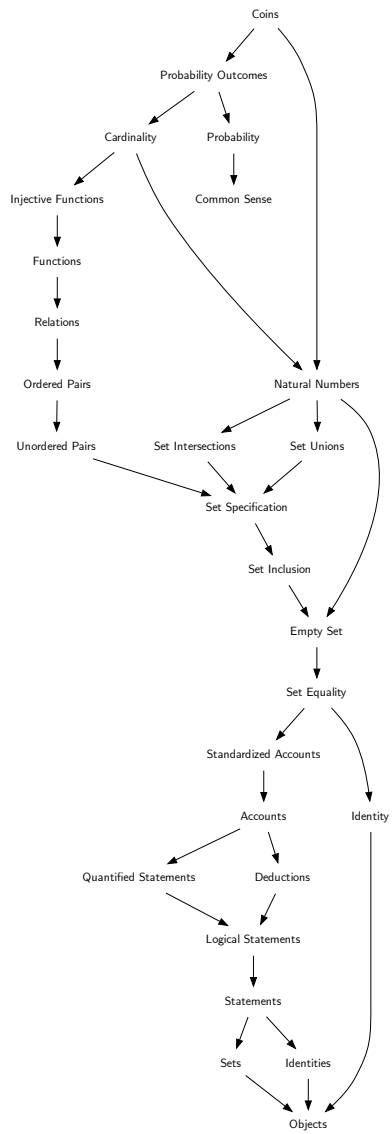 Coins
Probability Outcomes
Cardinality
Probability
Injective Functions
Common Sense
Functions
Relations
Ordered Pairs
Natural Numbers
Unordered Pairs
Set Intersections
Set Unions
Set Specification
Set Inclusion
Empty Set
Set Equality
Standardized Accounts
Accounts
Identity
Quantified Statements
Deductions
Logical Statements
Statements
Sets
Identities
Objects